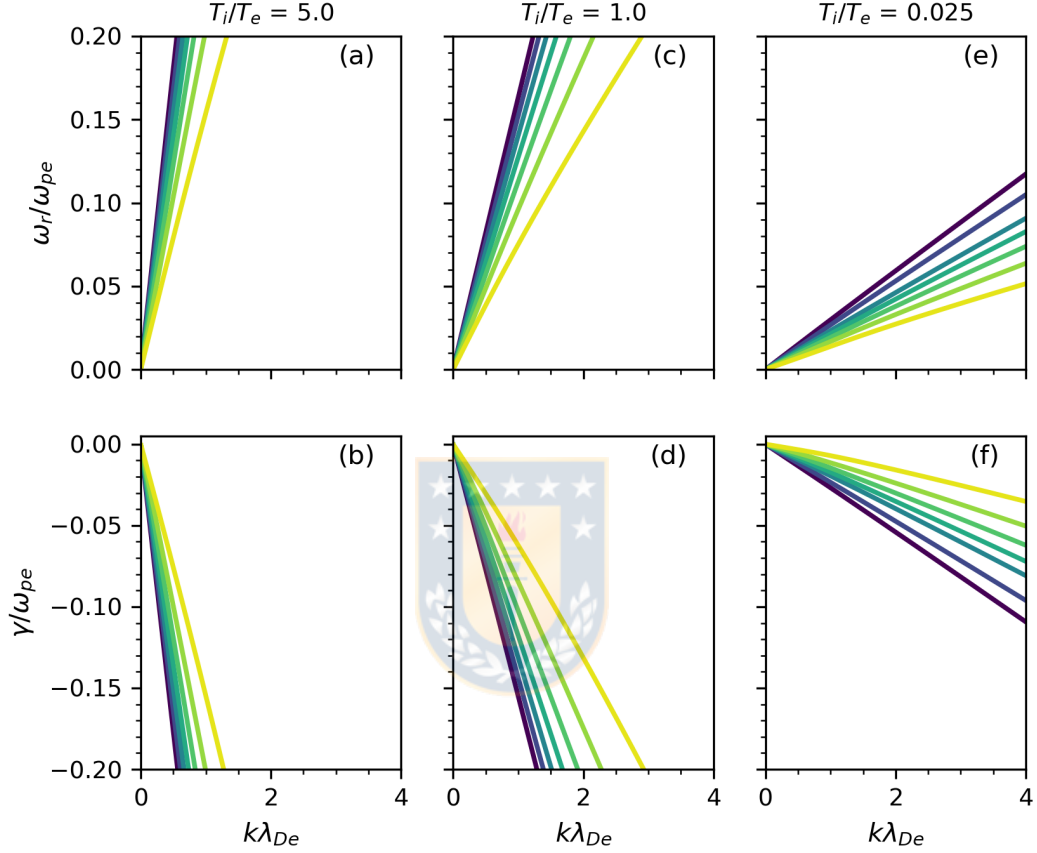 T_i/T_e = 5.0
T_i/T_e = 1.0
T_i/T_e = 0.025
(a)
(c)
(e)
ω_r/ω_pe
0.20
0.15
0.10
0.05
0.00
0
2
4
0
2
4
0
2
4
(b)
(d)
(f)
γ/ω_pe
0.00
−0.05
−0.10
−0.15
−0.20
kλ_De
kλ_De
kλ_De